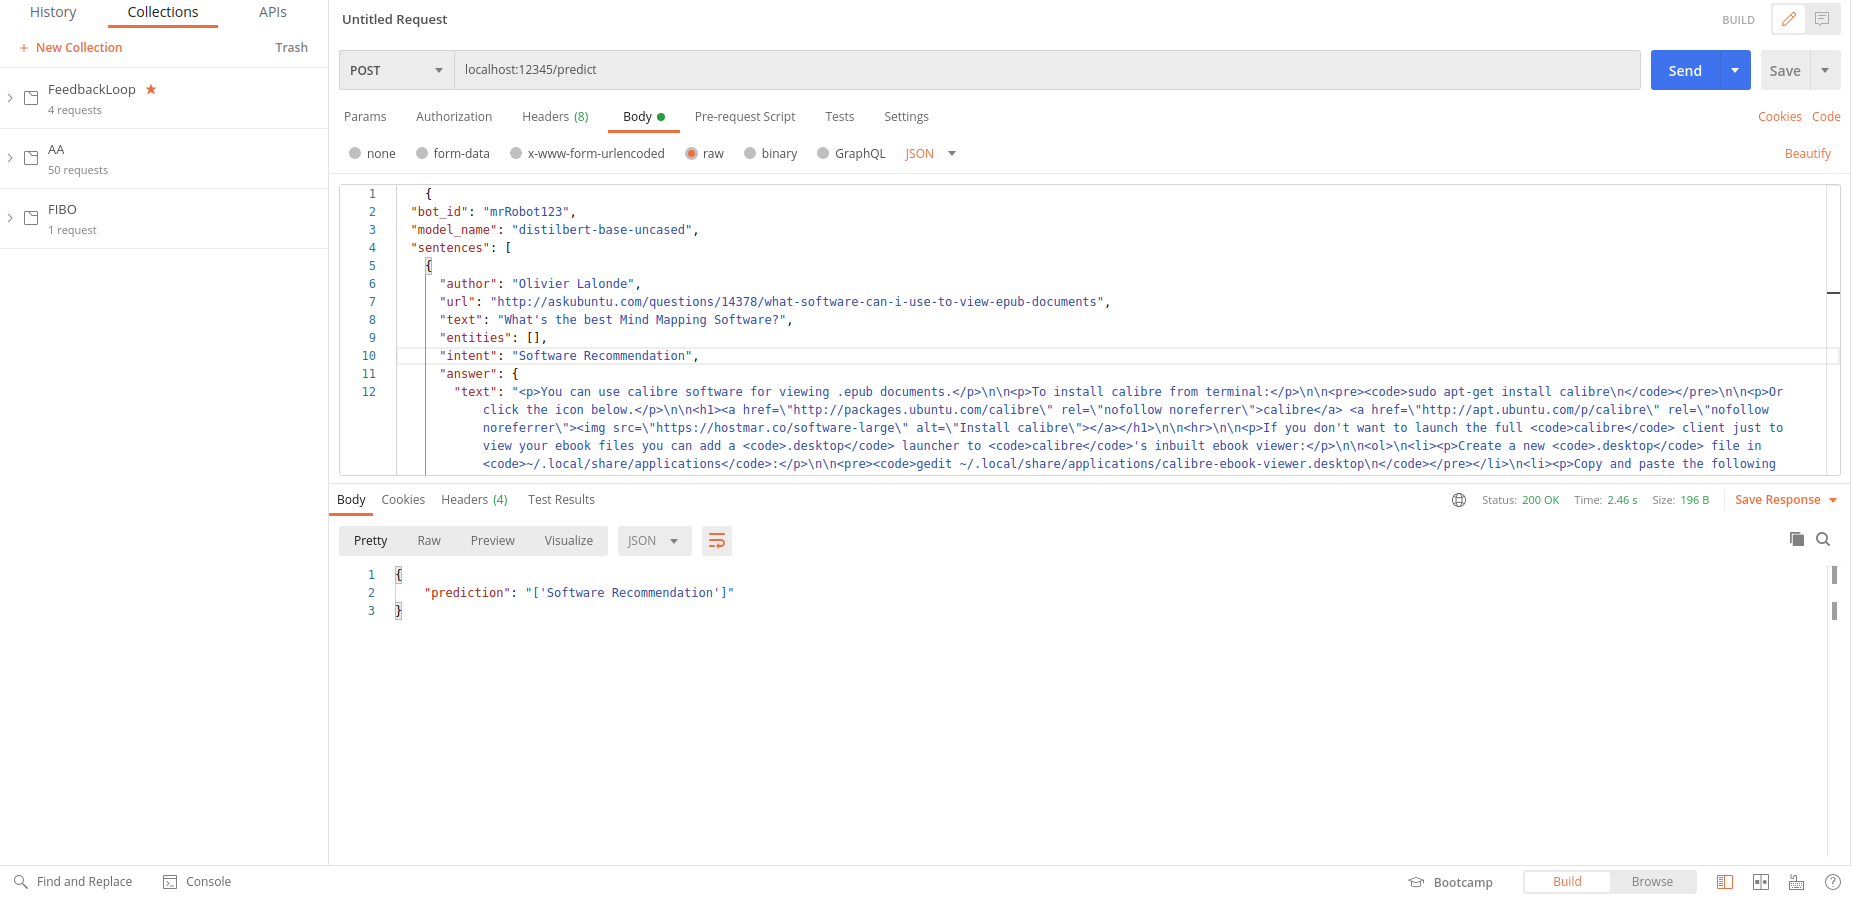 History Collections APIs
+ New Collection Trash
FeedbackLoop
4 requests
AA
50 requests
FIBO
1 request
Untitled Request BUILD
POST localhost:12345/predict Send Save
Params Authorization Headers (8) Body Pre-request Script Tests Settings Cookies Code
none form-data x-www-form-urlencoded raw binary GraphQL JSON Beautify
1 {
2 "bot_id": "mrRobot123",
3 "model_name": "distilbert-base-uncased",
4 "sentences": [
5 {
6 "author": "Olivier Lalonde",
7 "url": "http://askubuntu.com/questions/14378/what-software-can-i-use-to-view-epub-documents",
8 "text": "What's the best Mind Mapping Software?",
9 "entities": [],
10 "intent": "Software Recommendation",
11 "answer": {
12 "text": "<p>You can use calibre software for viewing .epub documents.</p>\n\n<p>To install calibre from terminal:</p>\n\n<pre><code>sudo apt-get install calibre\n</code></pre>\n\n<p>Or
click the icon below.</p>\n\n<h1><a href=\"http://packages.ubuntu.com/calibre\" rel=\"nofollow noreferrer\">calibre</a> <a href=\"http://apt.ubuntu.com/p/calibre\" rel=\"nofollow
noreferrer\"><img src=\"https://hostmar.co/software-large\" alt=\"Install calibre\"></a></h1>\n\n<hr>\n\n<p>If you don't want to launch the full <code>calibre</code> client just to
view your ebook files you can add a <code>.desktop</code> launcher to <code>calibre</code>'s inbuilt ebook viewer:</p>\n\n<ol>\n<li><p>Create a new <code>.desktop</code> file in
<code>~/.local/share/applications</code>:</p>\n\n<pre><code>gedit ~/.local/share/applications/calibre-ebook-viewer.desktop\n</code></pre></li>\n<li><p>Copy and paste the following
Body Cookies Headers (4) Test Results Status: 200 OK Time: 2.46 s Size: 196 B Save Response
Pretty Raw Preview Visualize JSON
1 {
2 "prediction": "['Software Recommendation']"
3 }
Find and Replace Console Bootcamp Build Browse